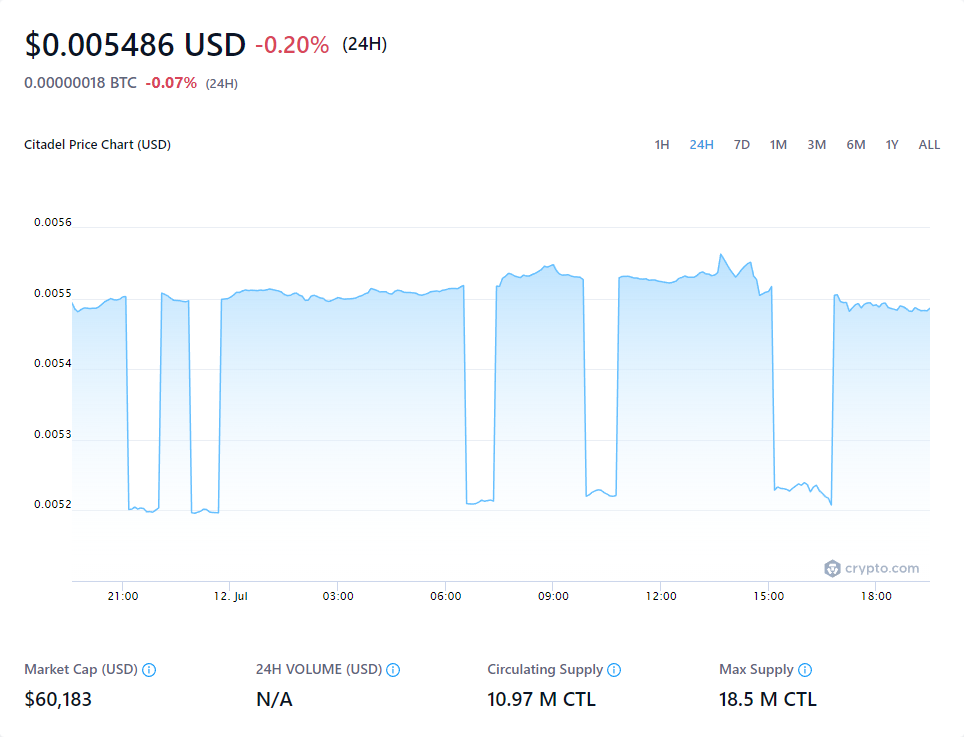 $0.005486 USD -0.20% (24H)
0.00000018 BTC -0.07% (24H)
Citadel Price Chart (USD) 1H 24H 7D 1M 3M 6M 1Y ALL
0.0056
0.0055
0.0054
0.0053
0.0052
crypto.com
21:00 12. Jul 03:00 06:00 09:00 12:00 15:00 18:00
Market Cap (USD) 24H VOLUME (USD) Circulating Supply Max Supply
$60,183 N/A 10.97 M CTL 18.5 M CTL